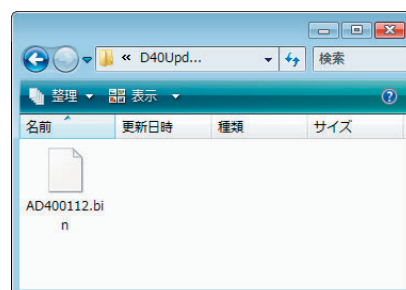 « D40Upd... 検索
整理 表示
名前 更新日時 種類 サイズ
AD400112.bi
n